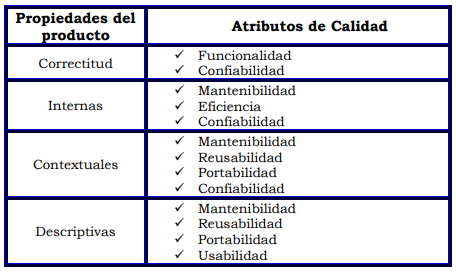 Propiedades del producto
Atributos de Calidad
Correctitud
✓ Funcionalidad
✓ Confiabilidad
Internas
✓ Mantenibilidad
✓ Eficiencia
✓ Confiabilidad
Contextuales
✓ Mantenibilidad
✓ Reusabilidad
✓ Portabilidad
✓ Confiabilidad
Descriptivas
✓ Mantenibilidad
✓ Reusabilidad
✓ Portabilidad
✓ Usabilidad